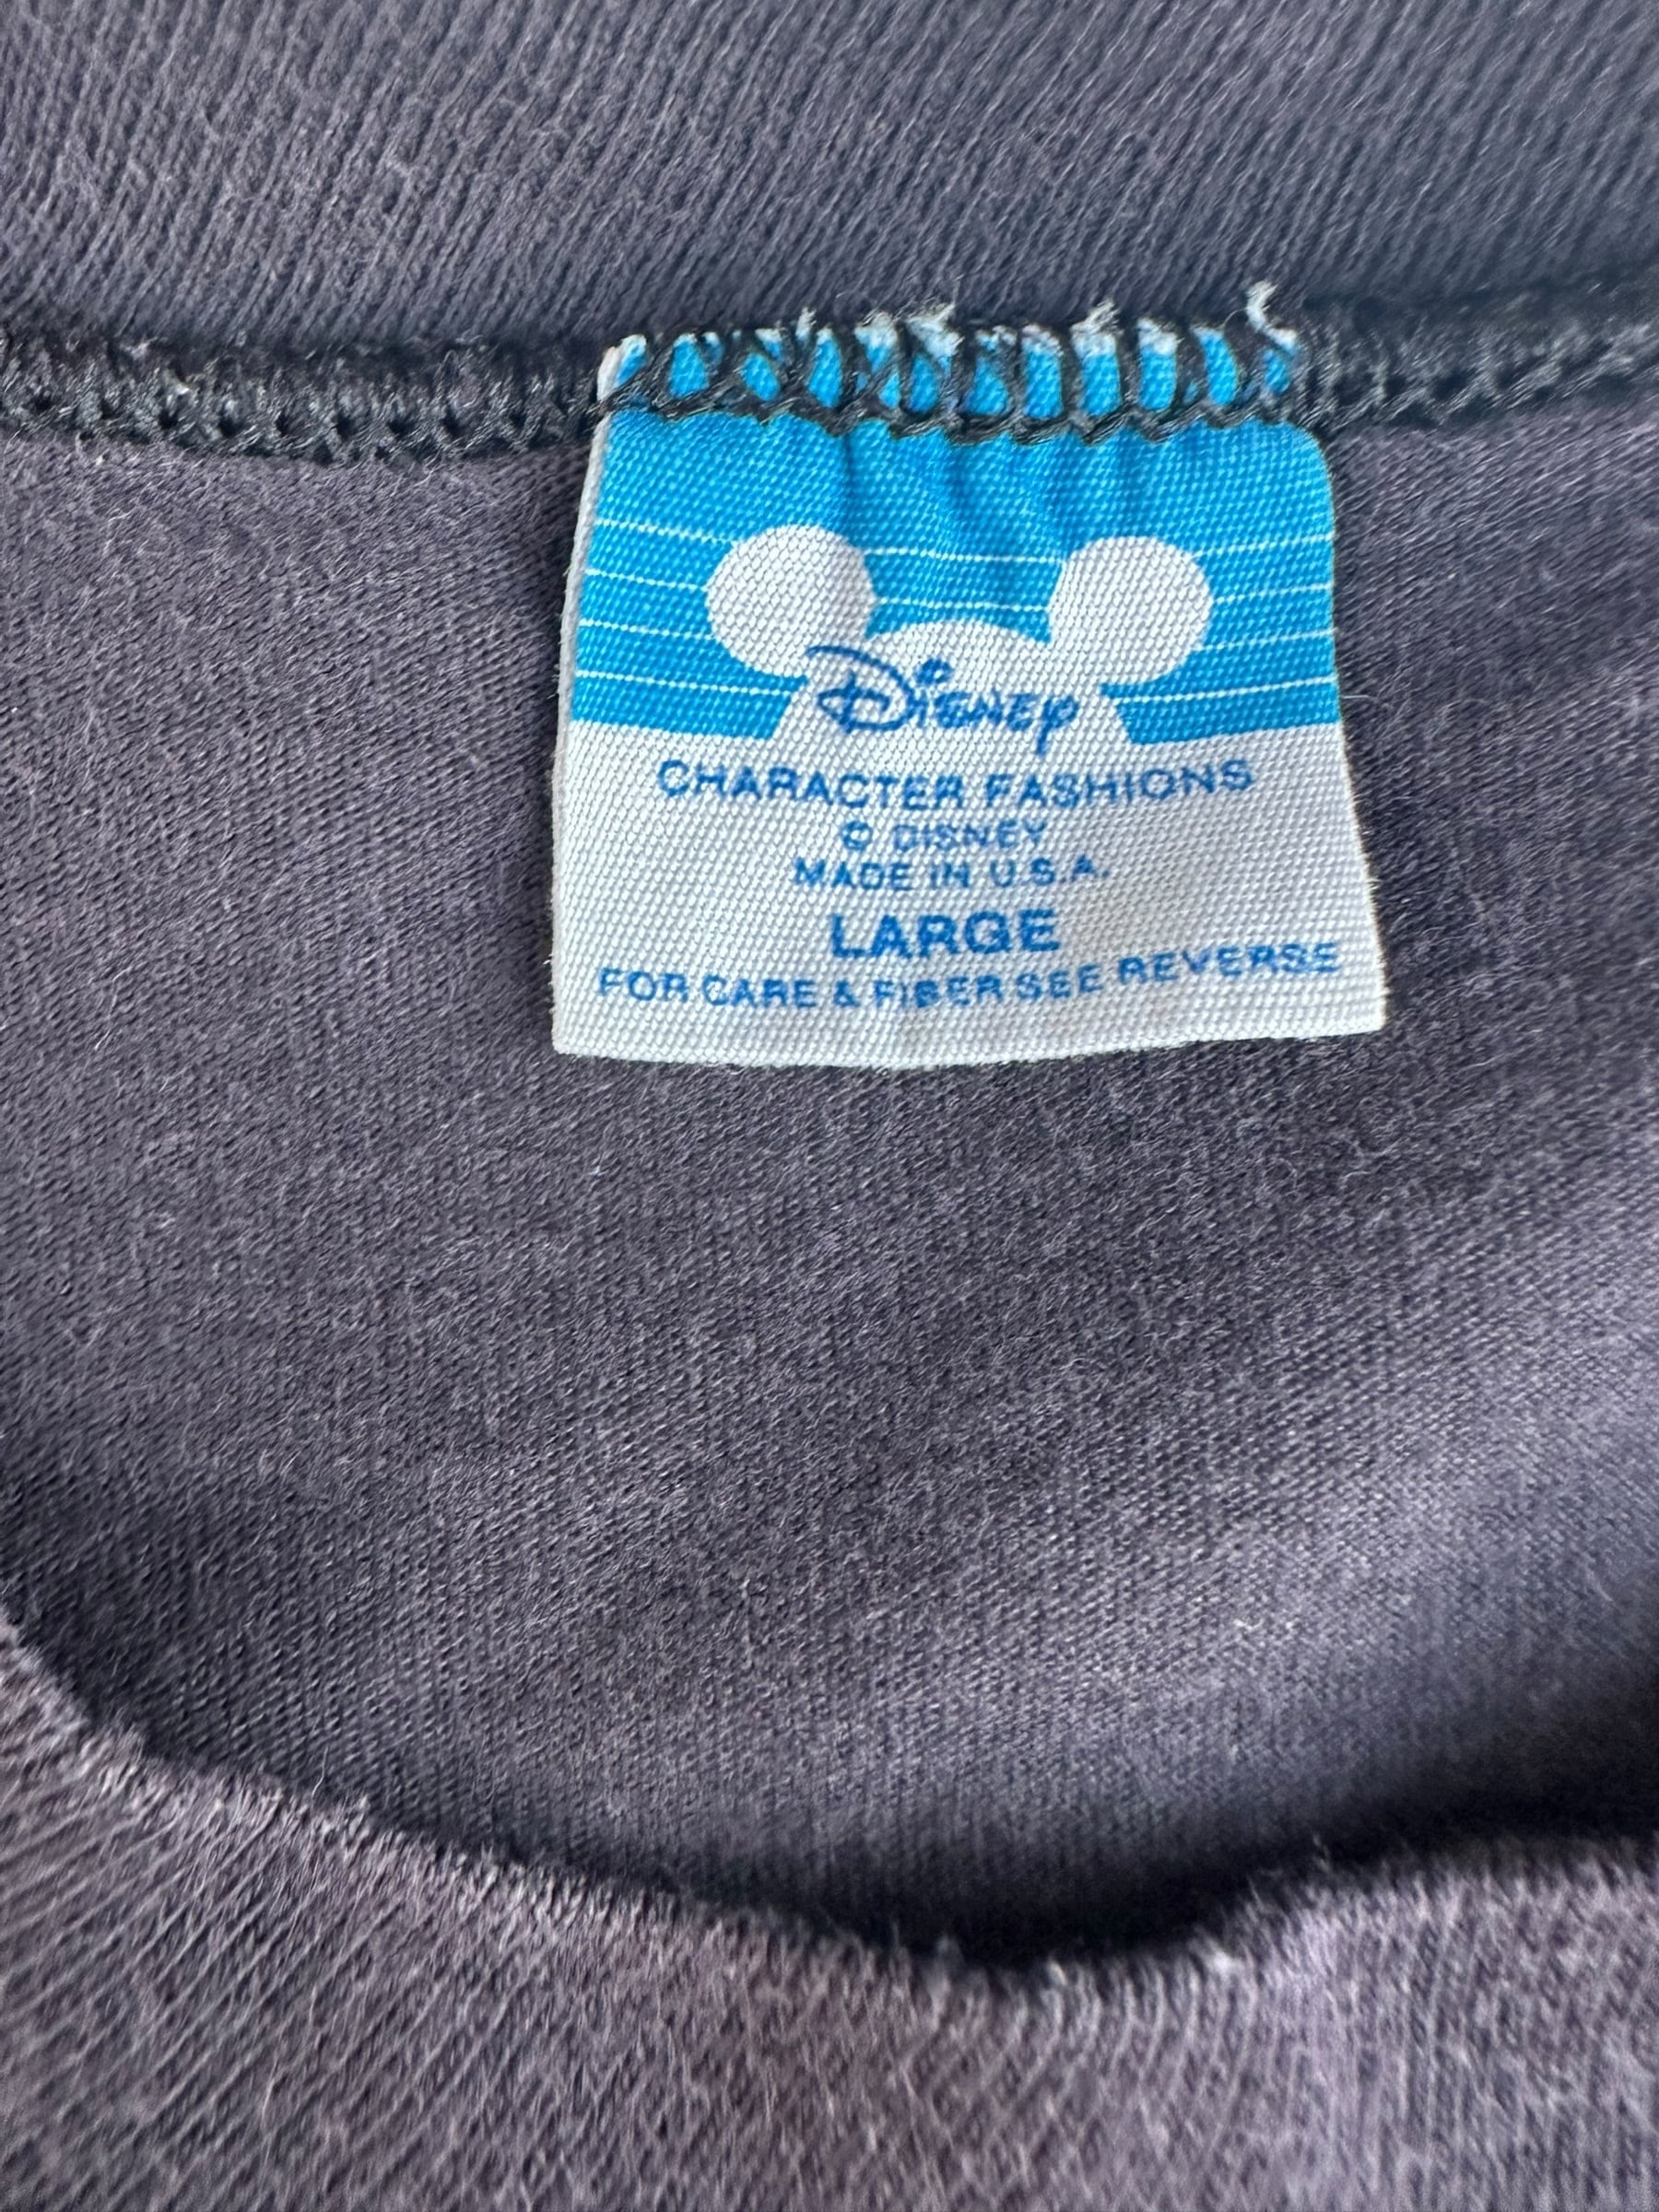 Disney
CHARACTER FASHIONS
© DISNEY
MADE IN U.S.A.
LARGE
FOR CARE & FIBER SEE REVERSE